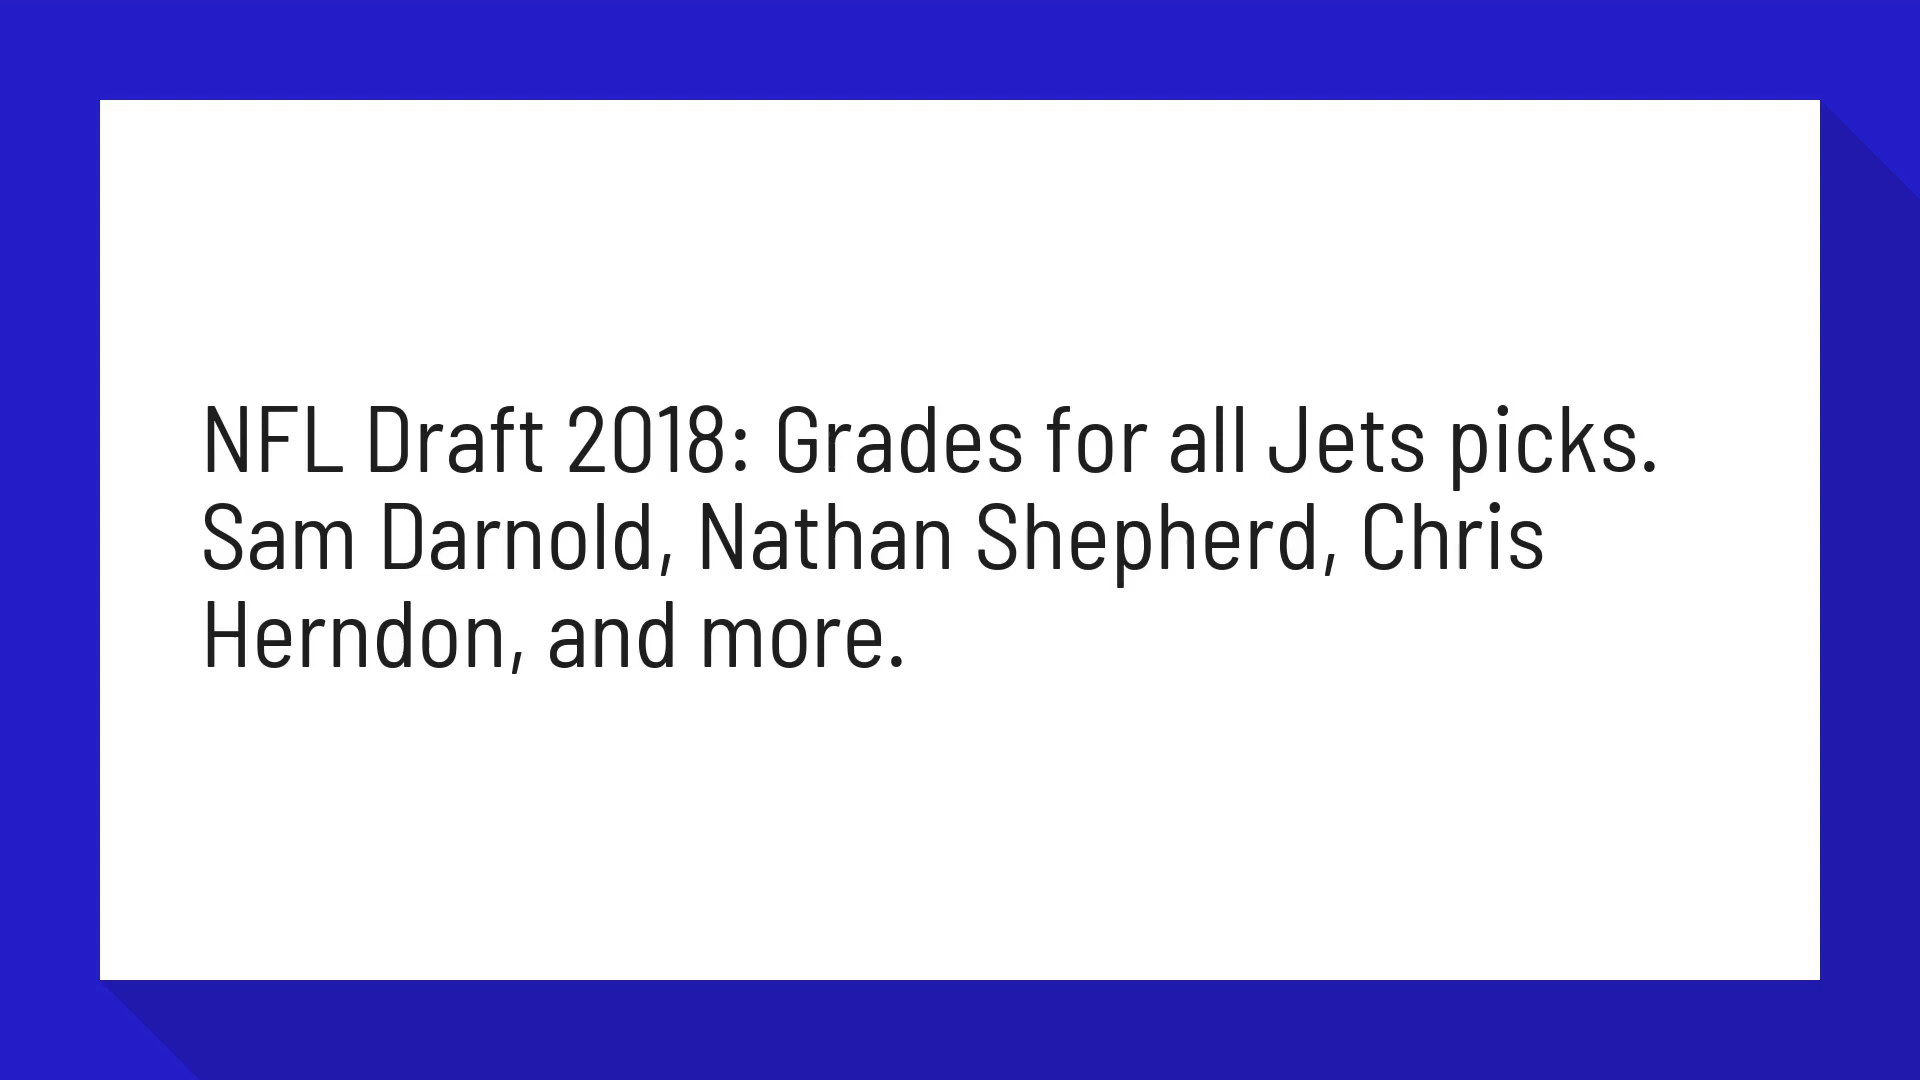 NFL Draft 2018: Grades for all Jets picks.
Sam Darnold, Nathan Shepherd, Chris
Herndon, and more.